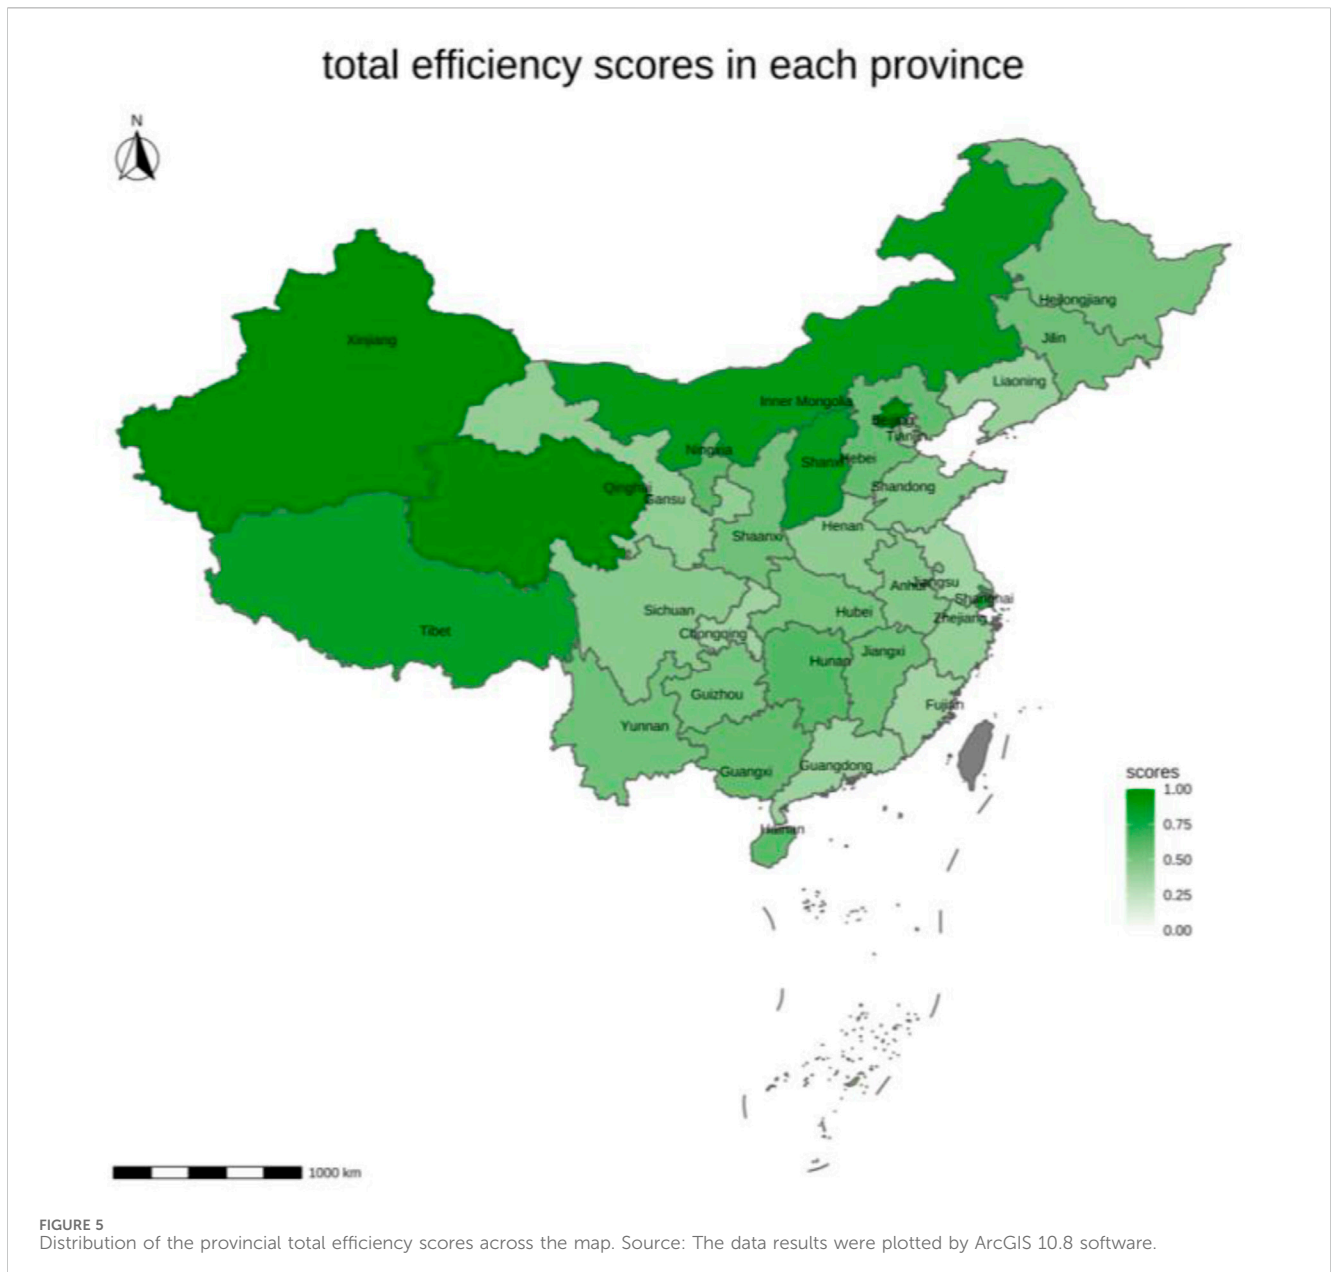 total efficiency scores in each province
N
Heilongjiang
Jilin
Xinjiang
Liaoning
Inner Mongolia
Beijing
Tianjin
Ningxia
Shanxi
Hebei
Qinghai
Gansu
Shandong
Henan
Shaanxi
Anhui
Jiangsu
Shanghai
Sichuan
Hubei
Zhejiang
Tibet
Chongqing
Hunan
Jiangxi
Guizhou
Fujian
Yunnan
Guangxi
Guangdong
Hainan
scores
1.00
0.75
0.50
0.25
0.00
1000 km
FIGURE 5
Distribution of the provincial total efficiency scores across the map. Source: The data results were plotted by ArcGIS 10.8 software.